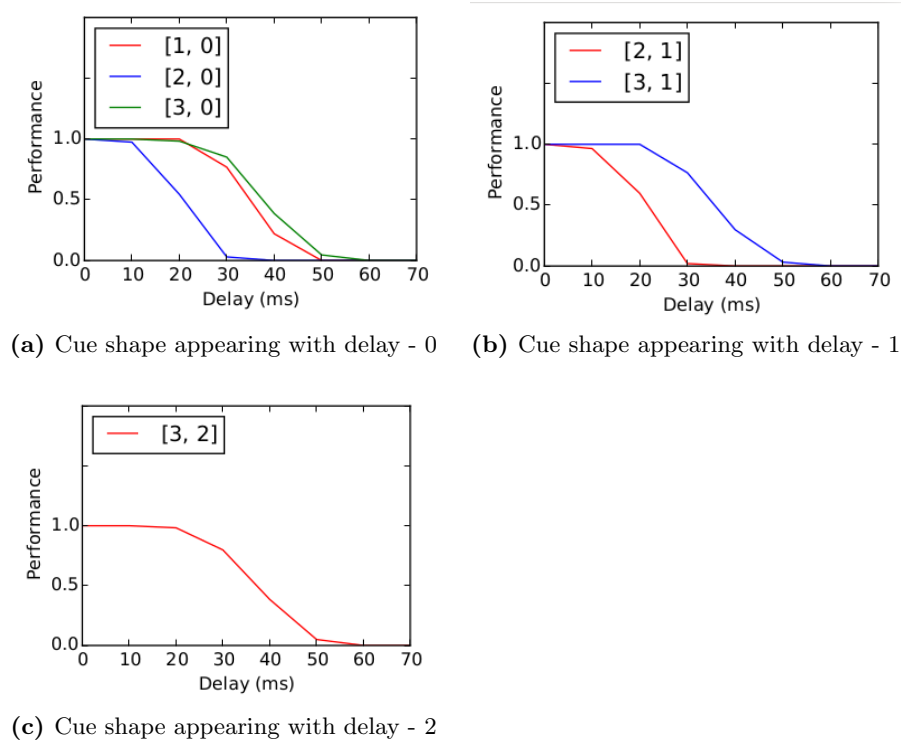 [1, 0]
[2, 0]
[3, 0]
Performance
1.0
0.5
0.0
0 10 20 30 40 50 60 70
Delay (ms)
(a) Cue shape appearing with delay - 0
[2, 1]
[3, 1]
Performance
1.0
0.5
0.0
0 10 20 30 40 50 60 70
Delay (ms)
(b) Cue shape appearing with delay - 1
[3, 2]
Performance
1.0
0.5
0.0
0 10 20 30 40 50 60 70
Delay (ms)
(c) Cue shape appearing with delay - 2